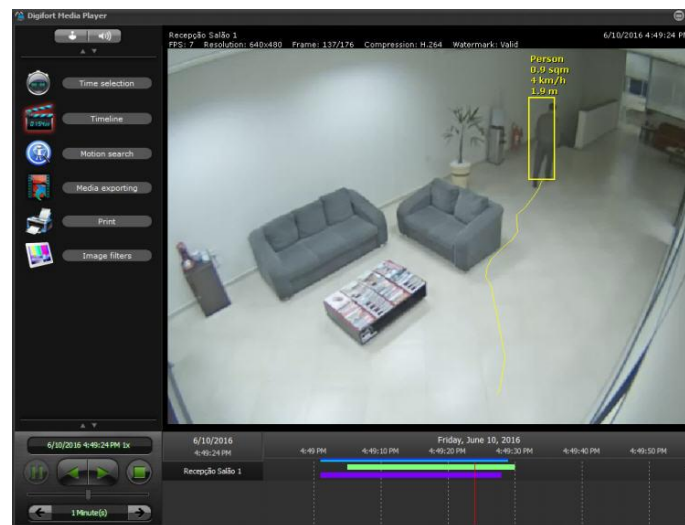 Digifort Media Player
Recepção Salão 1
6/10/2016 4:49:24 PM
FPS: 7 Resolution: 640x480 Frame: 137/176 Compression: H.264 Watermark: Valid
Person
0.9 sqm
4 km/h
1.9 m
Time selection
Timeline
Motion search
Media exporting
Print
Image filters
6/10/2016 4:49:24 PM 1x
1 Minute(s)
6/10/2016
4:49:24 PM
Friday, June 10, 2016
4:49 PM
4:49:10 PM
4:49:20 PM
4:49:30 PM
4:49:40 PM
4:49:50 PM
Recepção Salão 1